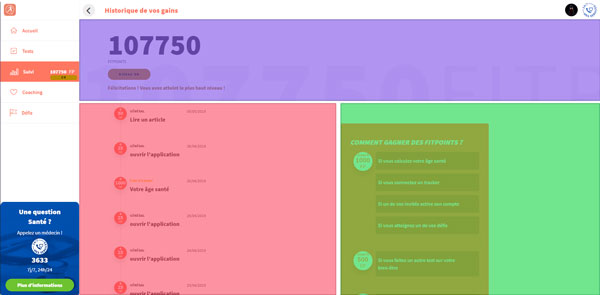 Historique de vos gains
Accueil
Tests
Suivi
107750 FP
Coaching
Défis
107750
FITPOINTS
Félicitations ! Vous avez atteint le plus haut niveau !
GÉNÉRAL
Lire un article
GÉNÉRAL
ouvrir l'application
Votre âge santé
GÉNÉRAL
ouvrir l'application
GÉNÉRAL
ouvrir l'application
GÉNÉRAL
ouvrir l'application
COMMENT GAGNER DES FITPOINTS ?
1000
Si vous calculez votre âge santé
Si vous connectez un tracker
Si un de vos invités active son compte
Si vous atteignez un de vos défis
500
Si vous faites un autre test sur votre
bien-être
Une question
Santé ?
Appelez un médecin !
3633
7j/7, 24h/24
Plus d'informations